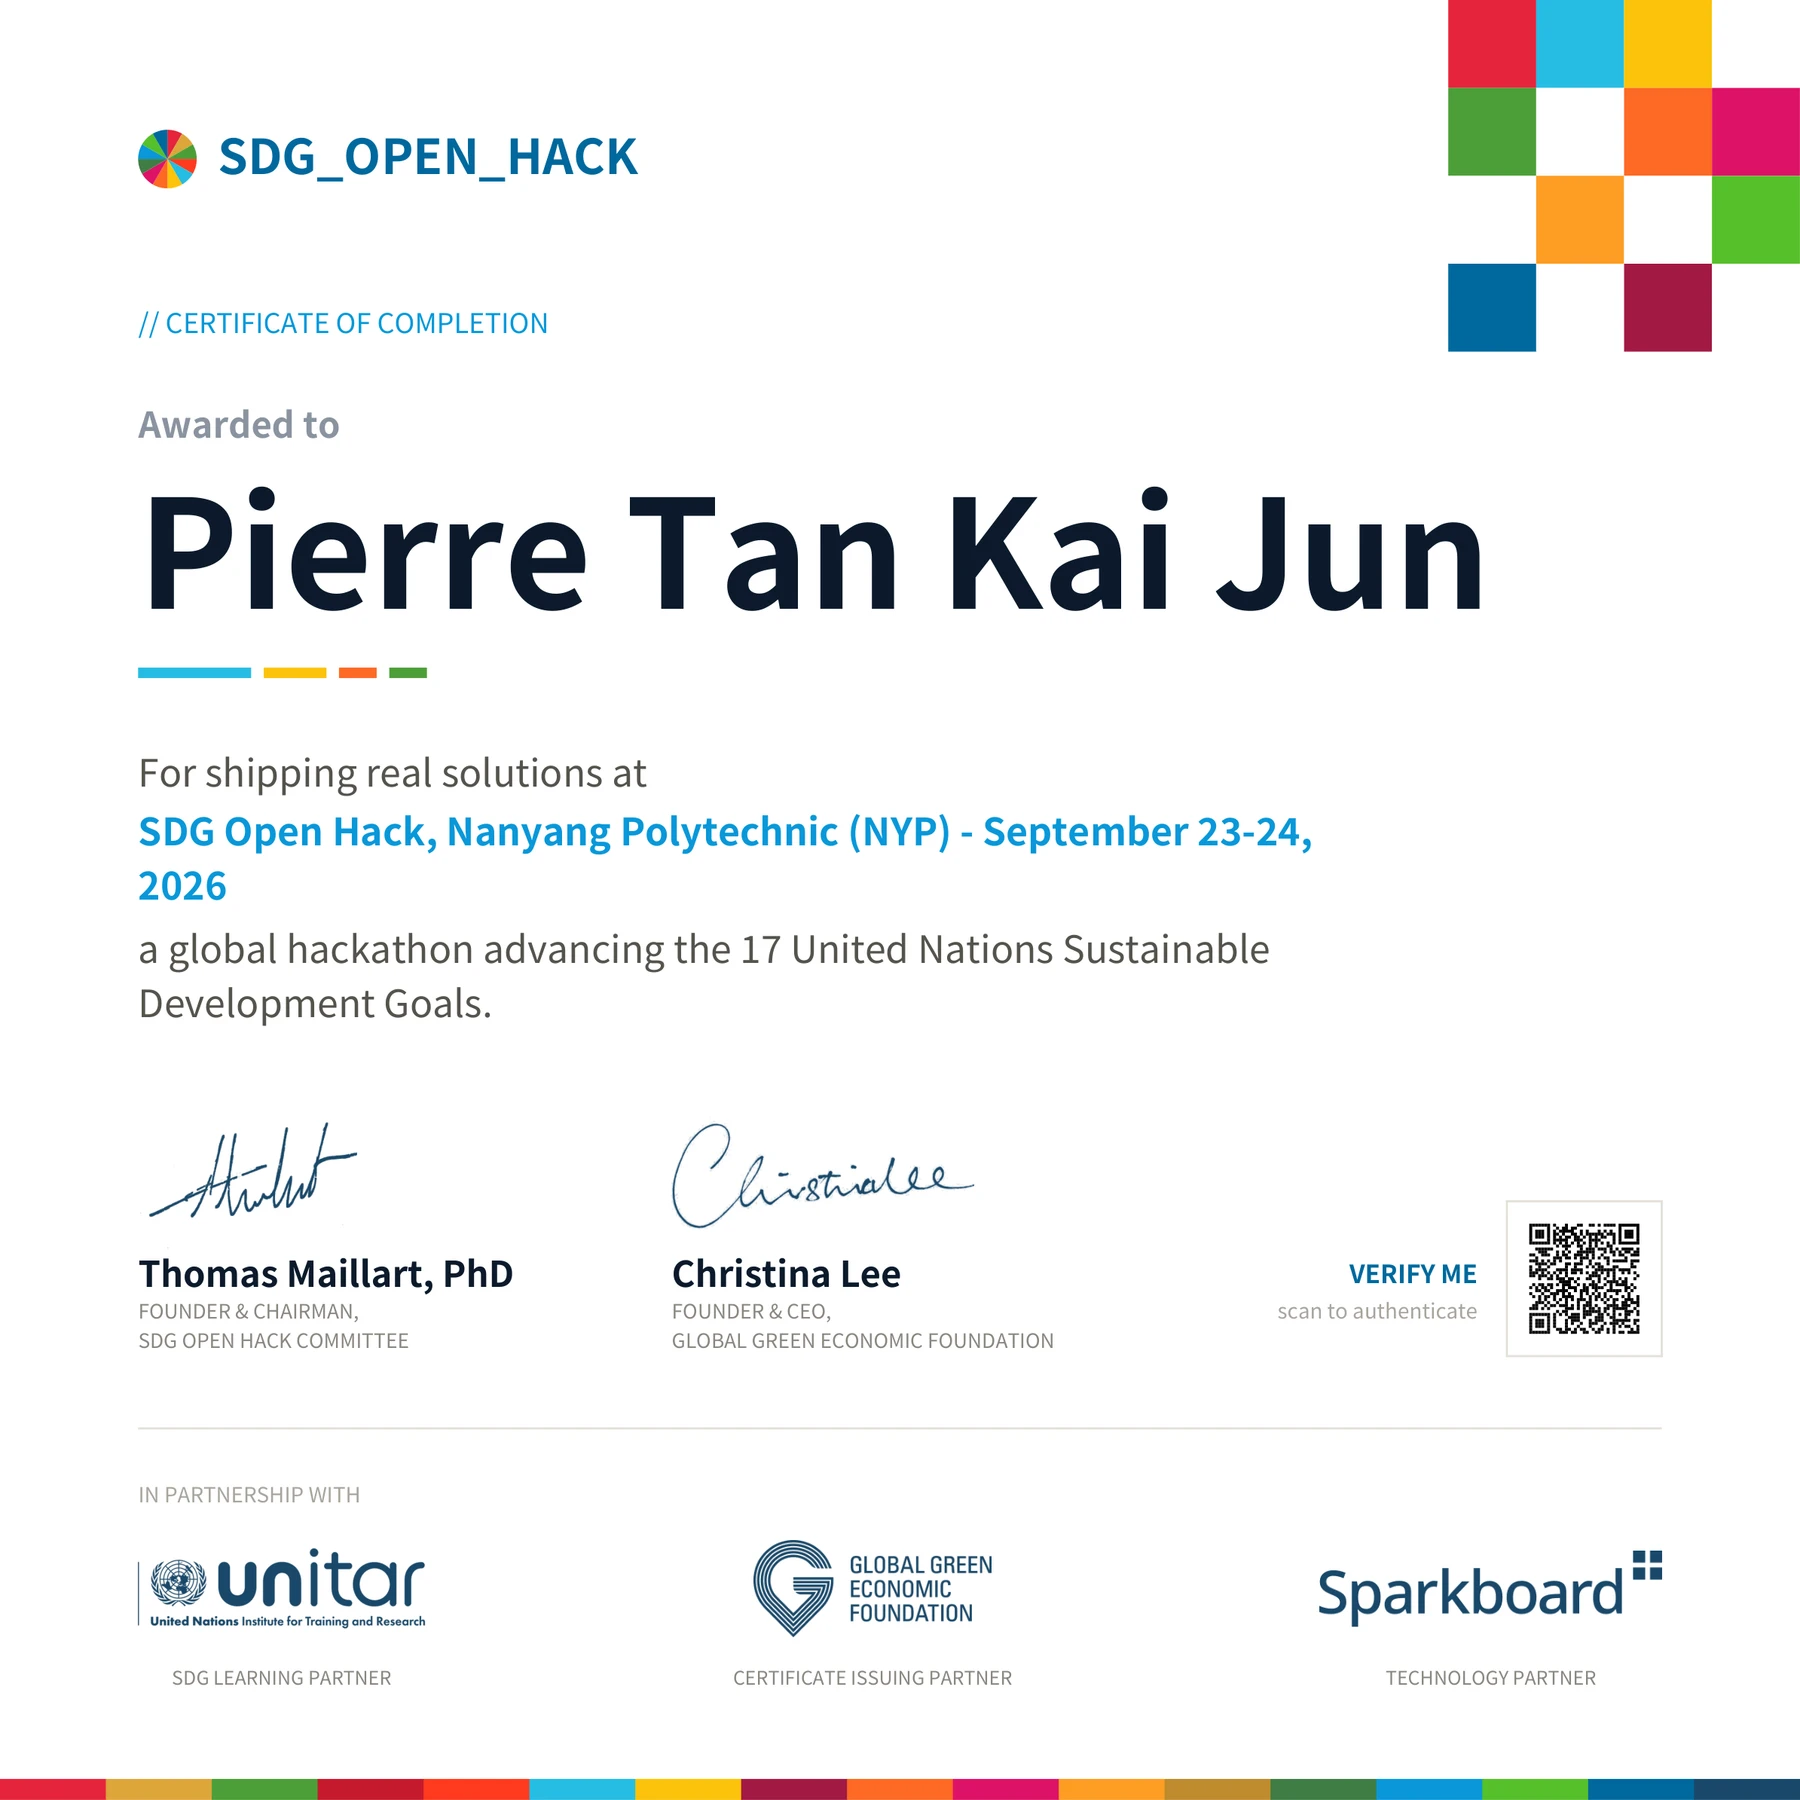 SDG_OPEN_HACK
// CERTIFICATE OF COMPLETION
Awarded to
Pierre Tan Kai Jun
For shipping real solutions at
SDG Open Hack, Nanyang Polytechnic (NYP) - September 23-24,
2026
a global hackathon advancing the 17 United Nations Sustainable
Development Goals.
Christina Lee
Thomas Maillart, PhD
FOUNDER & CHAIRMAN,
SDG OPEN HACK COMMITTEE
Christina Lee
FOUNDER & CEO,
GLOBAL GREEN ECONOMIC FOUNDATION
VERIFY ME
scan to authenticate
IN PARTNERSHIP WITH
unitar
United Nations Institute for Training and Research
SDG LEARNING PARTNER
GLOBAL GREEN
ECONOMIC
FOUNDATION
CERTIFICATE ISSUING PARTNER
Sparkboard
TECHNOLOGY PARTNER